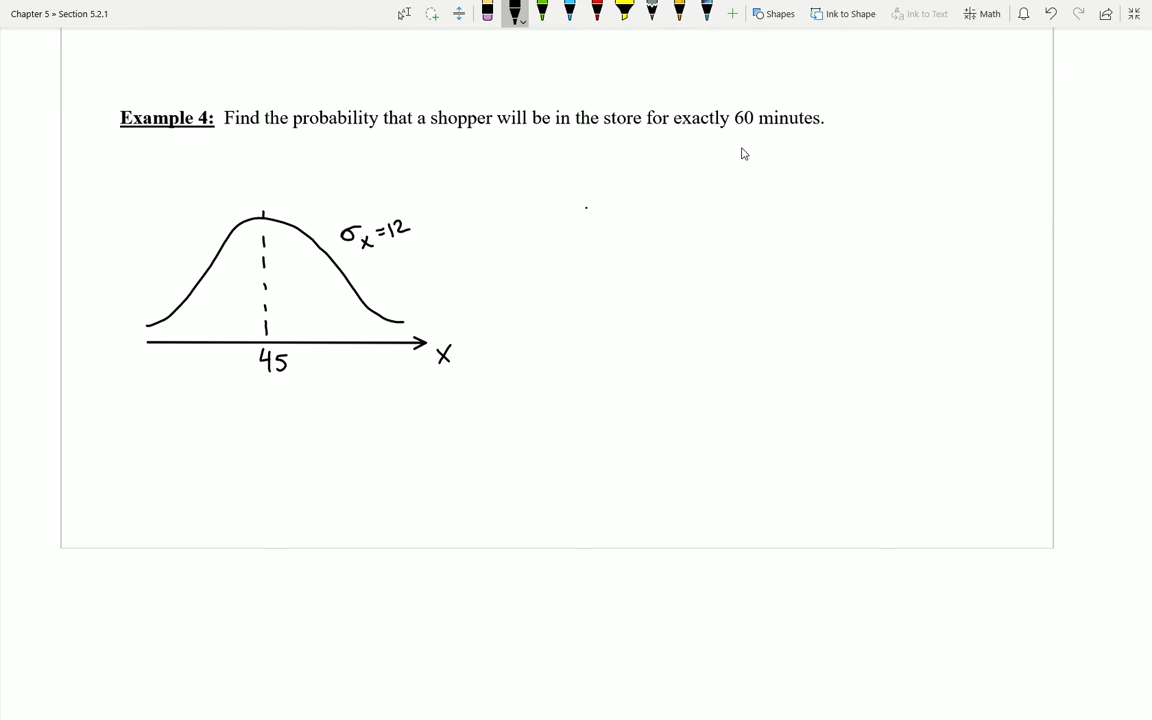 Chapter 5 » Section 5.2.1
Shapes
Ink to Shape
Ink to Text
Math
Example 4: Find the probability that a shopper will be in the store for exactly 60 minutes.
σx=12
45
x